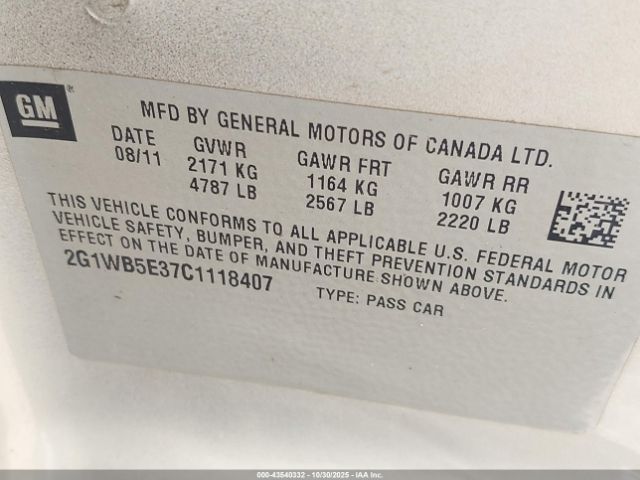 GM®
MFD BY GENERAL MOTORS OF CANADA LTD.
DATE GVWR GAWR FRT GAWR RR
08/11 2171 KG 1164 KG 1007 KG
4787 LB 2567 LB 2220 LB
THIS VEHICLE CONFORMS TO ALL APPLICABLE U.S. FEDERAL MOTOR
VEHICLE SAFETY, BUMPER, AND THEFT PREVENTION STANDARDS IN
EFFECT ON THE DATE OF MANUFACTURE SHOWN ABOVE.
2G1WB5E37C1118407 TYPE: PASS CAR
000-43540332 - 10/30/2025 - IAA Inc.